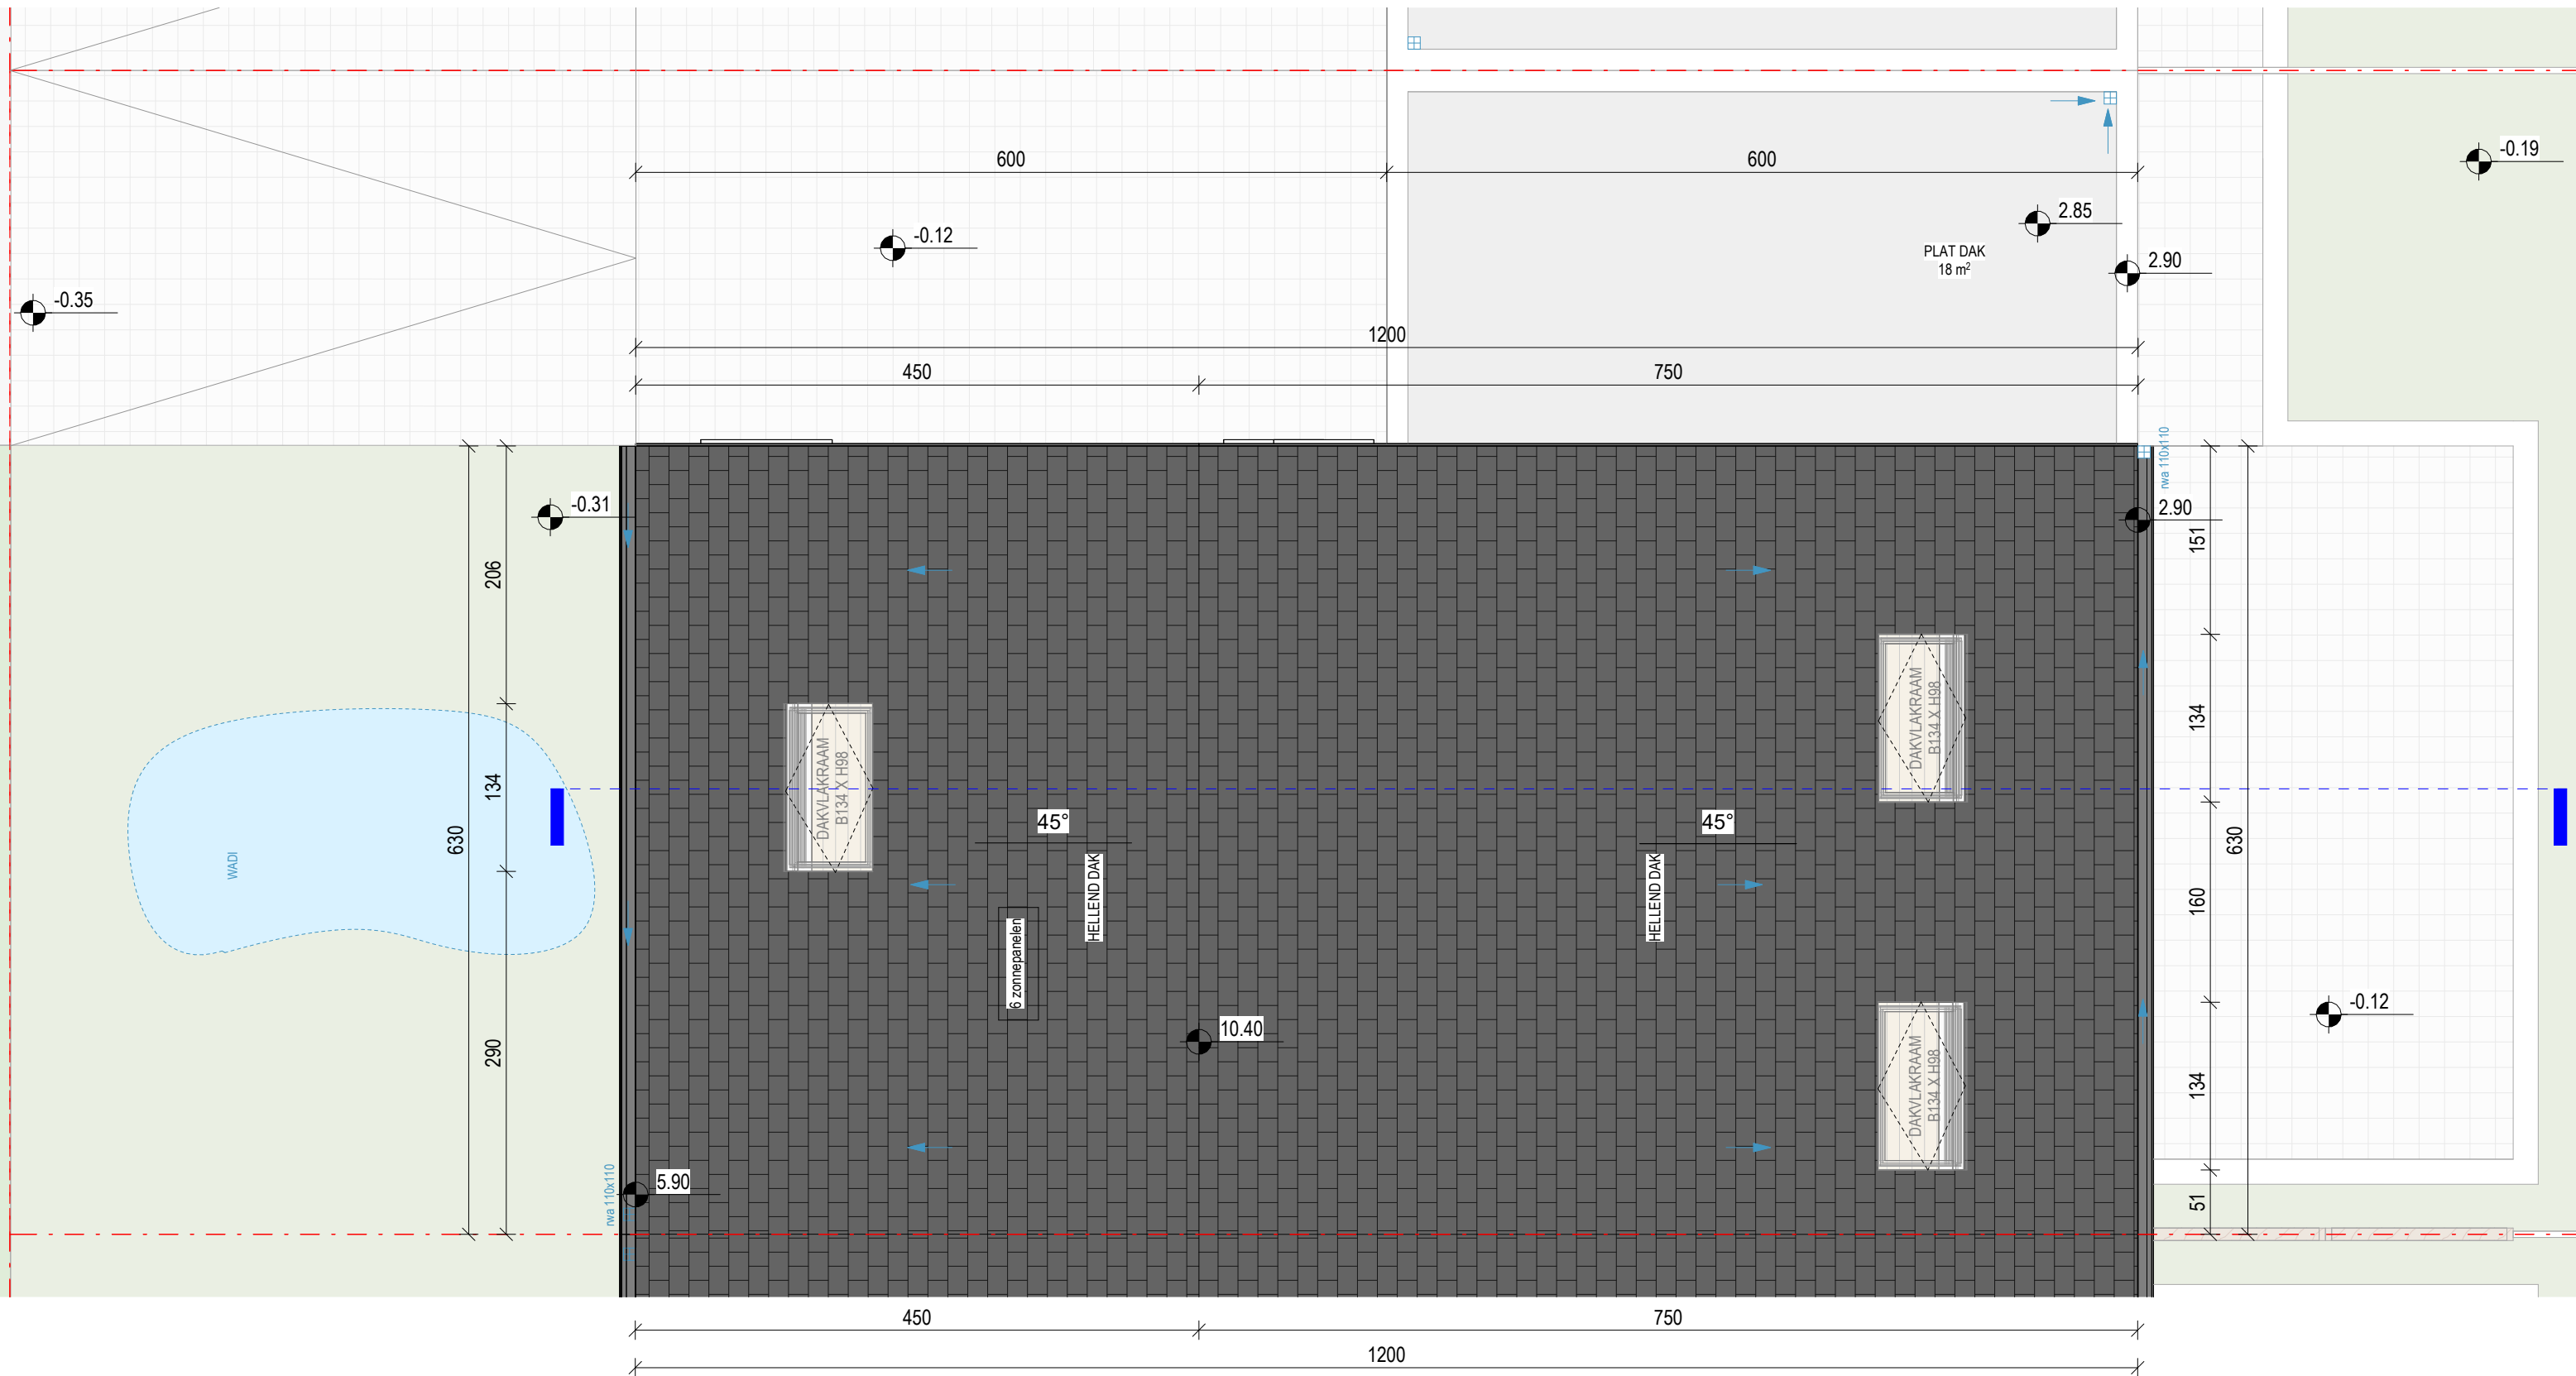 600
600
-0.19
2.85
-0.12
PLAT DAK
18 m²
2.90
-0.35
1200
450
750
rwa 110x110
-0.31
2.90
151
206
DAKVLAKRAAM
B134 X H98
134
DAKVLAKRAAM
B134 X H98
134
630
45°
45°
630
WADI
HELLEND DAK
HELLEND DAK
160
6 zonnepanelen
-0.12
10.40
290
DAKVLAKRAAM
B134 X H98
134
5.90
rwa 110x110
51
450
750
1200